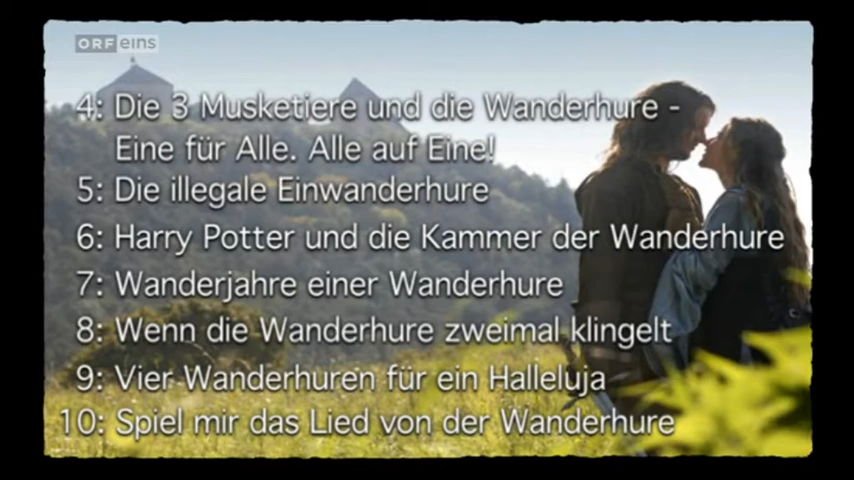 ORF eins
4: Die 3 Musketiere und die Wanderhure -
Eine für Alle. Alle auf Eine!
5: Die illegale Einwanderhure
6: Harry Potter und die Kammer der Wanderhure
7: Wanderjahre einer Wanderhure
8: Wenn die Wanderhure zweimal klingelt
9: Vier Wanderhuren für ein Halleluja
10: Spiel mir das Lied von der Wanderhure